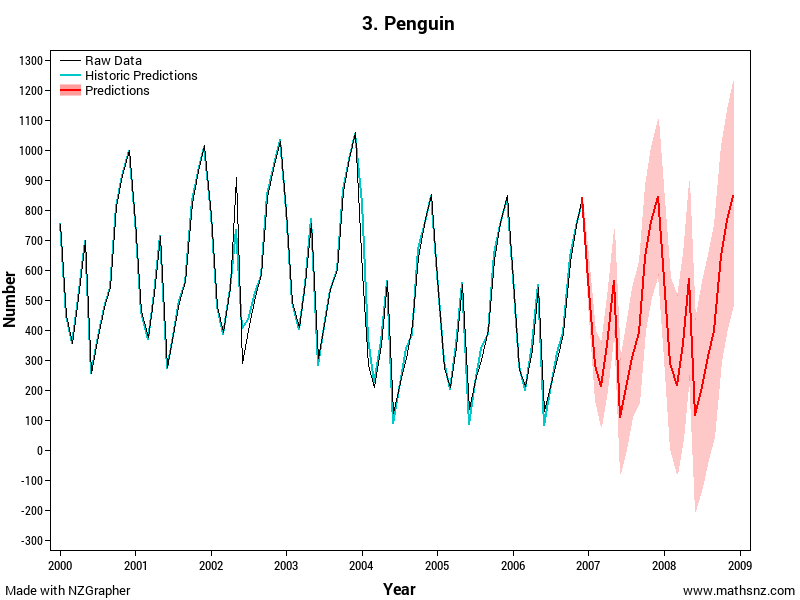 3. Penguin
Raw Data
Historic Predictions
Predictions
1300
1200
1100
1000
900
800
700
600
500
400
300
200
100
0
-100
-200
-300
Number
2000 2001 2002 2003 2004 2005 2006 2007 2008 2009
Year
Made with NZGrapher
www.mathsnz.com